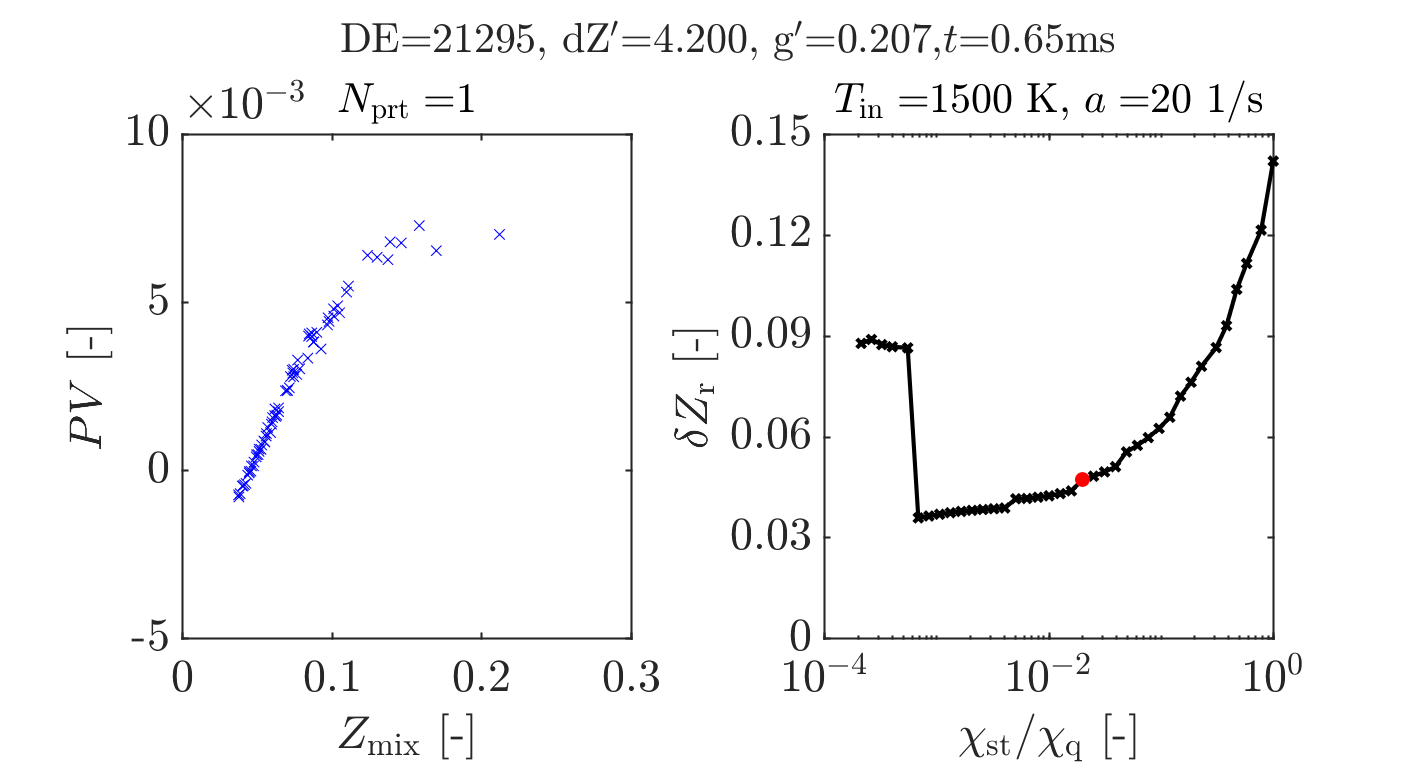 DE=21295, dZ′=4.200, g′=0.207,t=0.65ms
×10⁻³ N_prt =1
T_in =1500 K, a =20 1/s
10
5
0
-5
PV [-]
0 0.1 0.2 0.3
Z_mix [-]
0.15
0.12
0.09
0.06
0.03
0
δZ_r [-]
10⁻⁴ 10⁻² 10⁰
χ_st/χ_q [-]